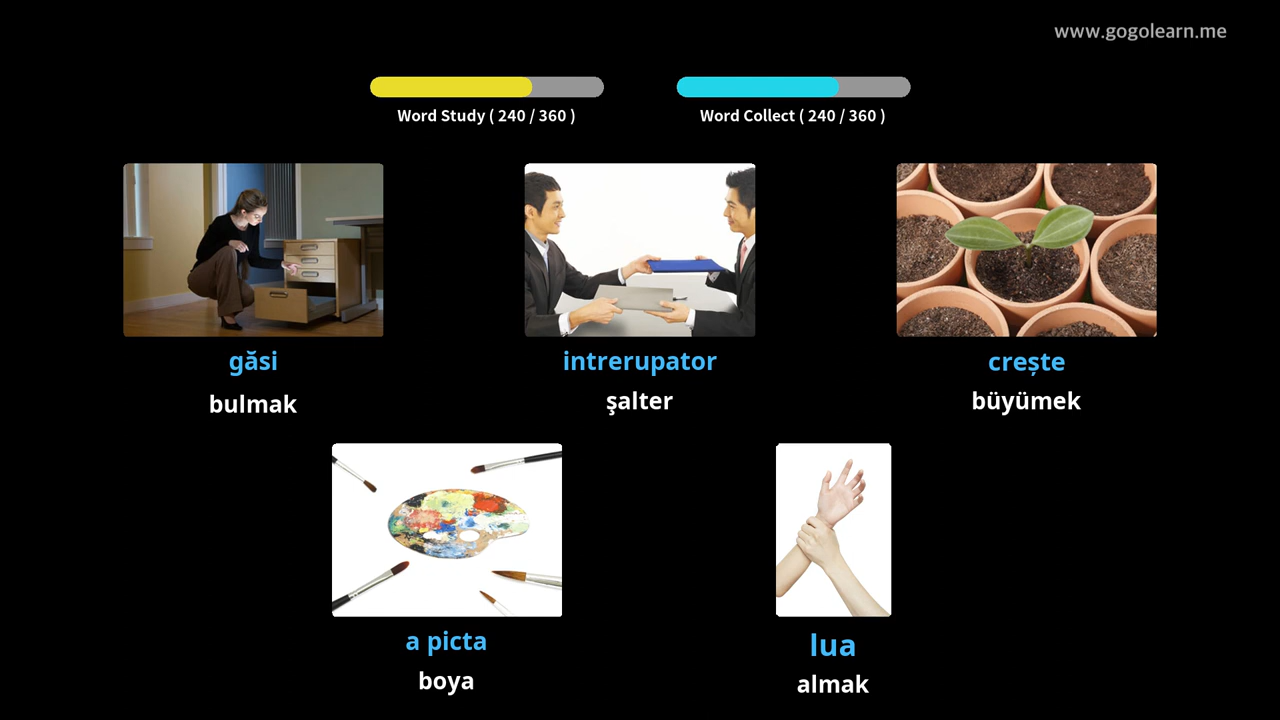 www.gogolearn.me
Word Study ( 240 / 360 )
Word Collect ( 240 / 360 )
găsi
bulmak
intrerupator
şalter
crește
büyümek
a picta
boya
lua
almak